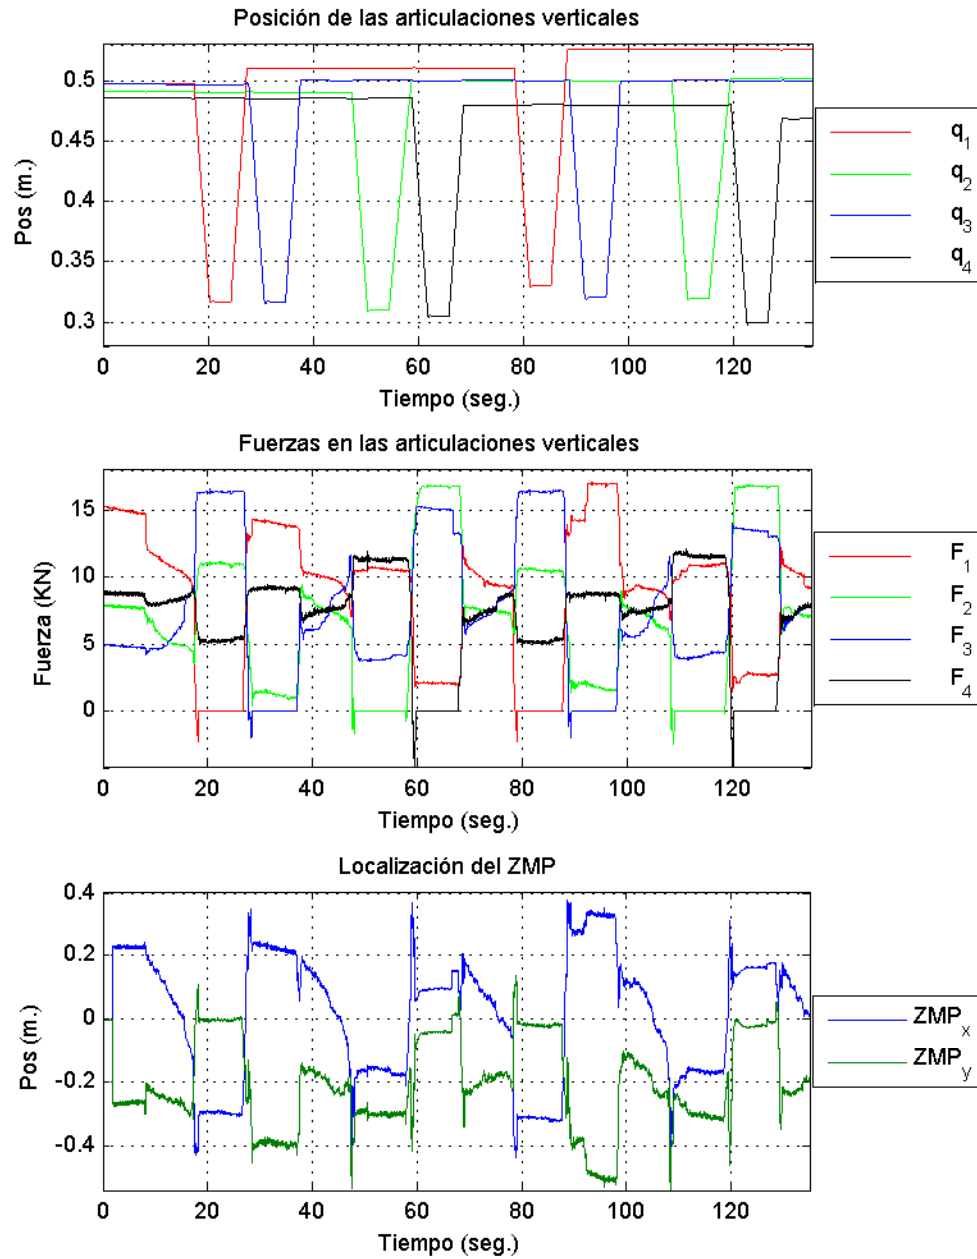 Posición de las articulaciones verticales
0.5
0.45
0.4
0.35
0.3
Pos (m.)
0 20 40 60 80 100 120
Tiempo (seg.)
q1
q2
q3
q4
Fuerzas en las articulaciones verticales
15
10
5
0
Fuerza (KN)
0 20 40 60 80 100 120
Tiempo (seg.)
F1
F2
F3
F4
Localización del ZMP
0.4
0.2
0
-0.2
-0.4
Pos (m.)
0 20 40 60 80 100 120
Tiempo (seg.)
ZMPx
ZMPy